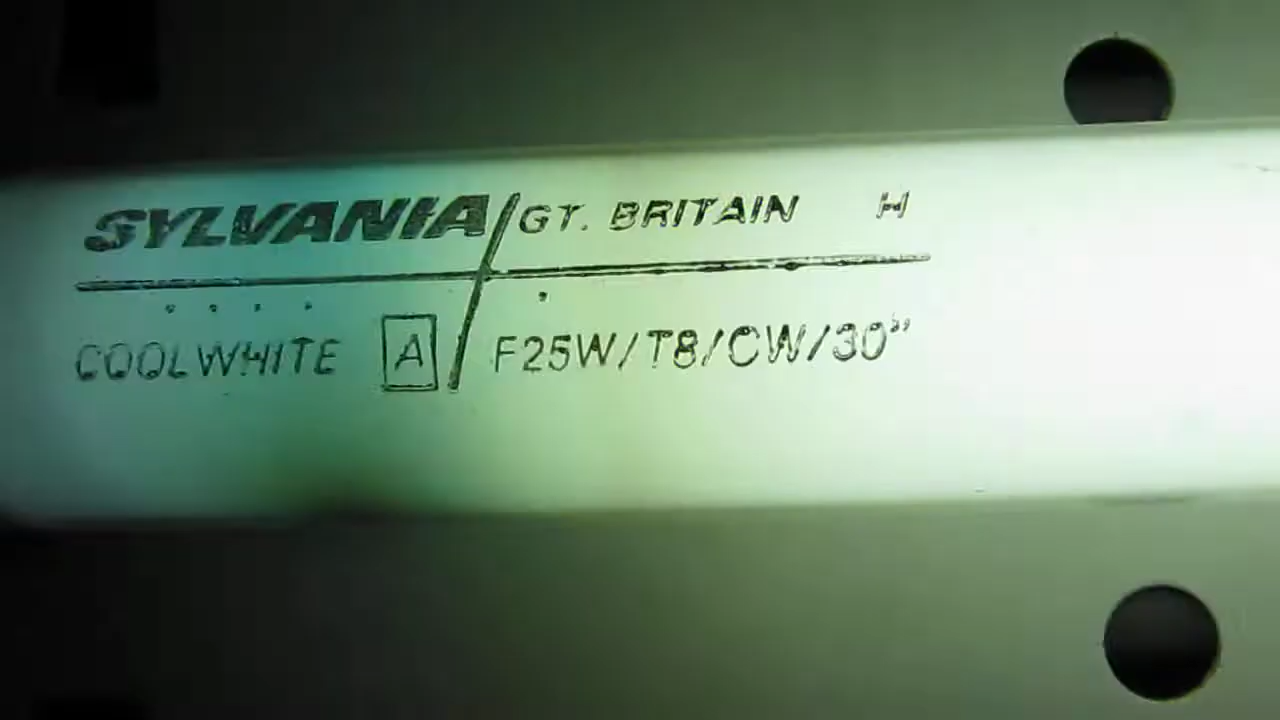 SYLVANIA/GT. BRITAIN H
COOLWHITE A / F25W/T8/CW/30"